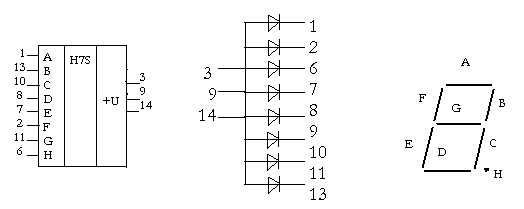 1 A H7S
13 B
10 C 3
8 D 9
7 E +U 14
2 F
11 G
6 H
1
2
3 6
9 7
14 8
9
10
11
13
A
F G B
E D C
H